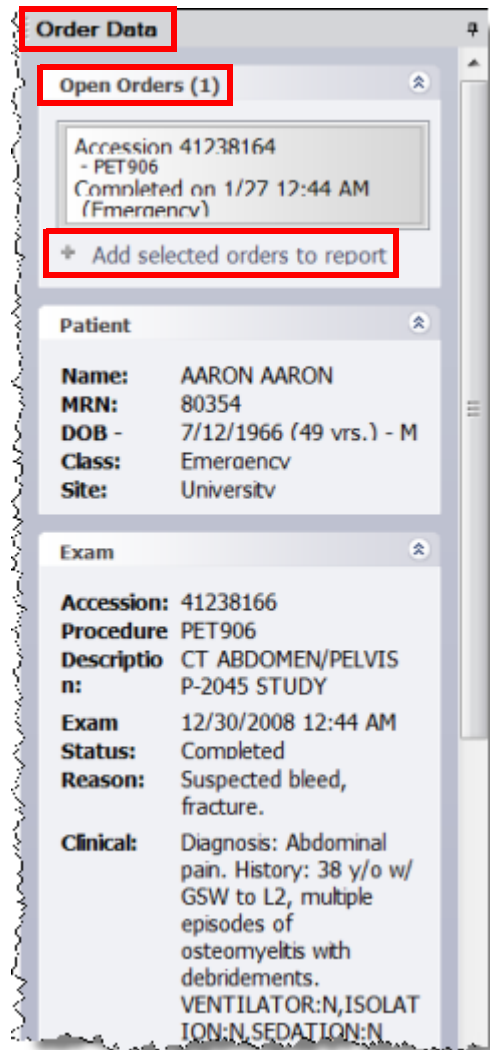 Order Data
Open Orders (1)
Accession 41238164
- PET906
Completed on 1/27 12:44 AM
(Emergency)
+ Add selected orders to report
Patient
Name: AARON AARON
MRN: 80354
DOB - 7/12/1966 (49 yrs.) - M
Class: Emergency
Site: University
Exam
Accession: 41238166
Procedure PET906
Descriptio CT ABDOMEN/PELVIS
n: P-2045 STUDY
Exam 12/30/2008 12:44 AM
Status: Completed
Reason: Suspected bleed,
fracture.
Clinical: Diagnosis: Abdominal
pain. History: 38 y/o w/
GSW to L2, multiple
episodes of
osteomyelitis with
debridements.
VENTILATOR:N,ISOLAT
ION:N,SEDATION:N